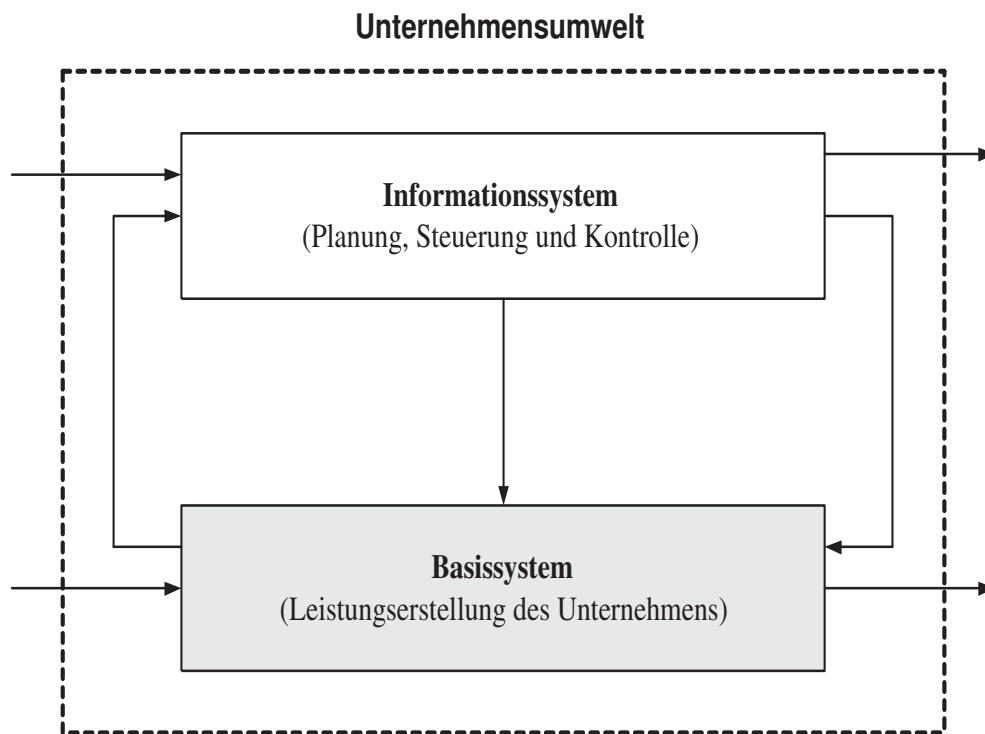 Unternehmensumwelt
Informationssystem
(Planung, Steuerung und Kontrolle)
Basissystem
(Leistungserstellung des Unternehmens)